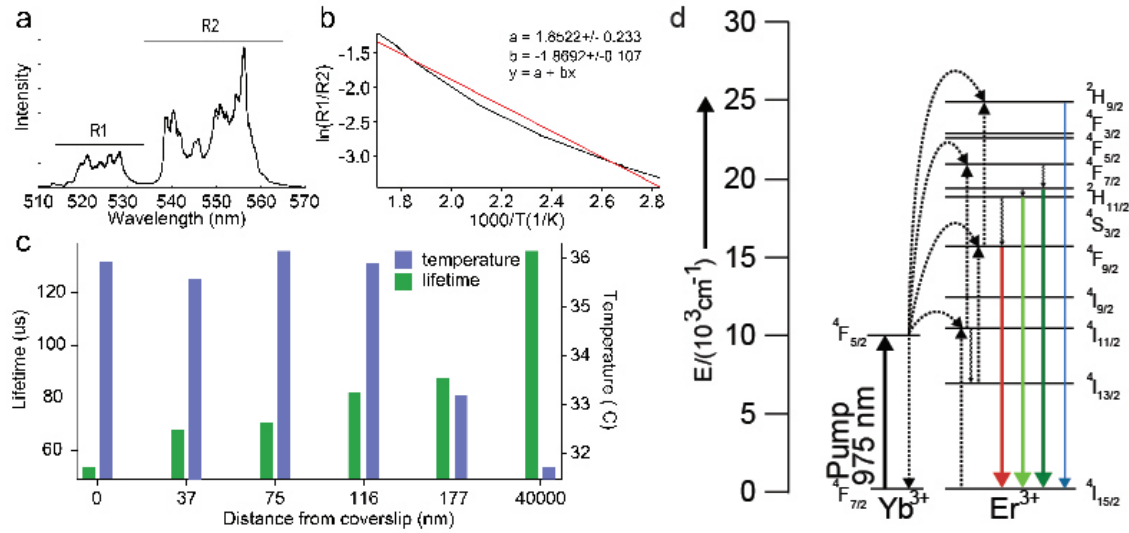 a
R2
R1
Intensity
510 520 530 540 550 560 570
Wavelength (nm)
b
a = 1.8522+/- 0.233
b = -1.8692+/-0.107
y = a + bx
ln(R1/R2)
-1.5
-2.0
-2.5
-3.0
1.8 2.0 2.2 2.4 2.6 2.8
1000/T(1/K)
c
temperature
lifetime
Lifetime (us)
120
100
80
60
Temperature ( C)
36
35
34
33
32
0 37 75 116 177 40000
Distance from coverslip (nm)
d
E/(10³cm⁻¹)
30
25
20
15
10
5
0
⁴F₅/₂
Pump
975 nm
⁴F₇/₂
Yb³⁺
Er³⁺
²H₉/₂
⁴F₃/₂
⁴F₅/₂
⁴F₇/₂
²H₁₁/₂
⁴S₃/₂
⁴F₉/₂
⁴I₉/₂
⁴I₁₁/₂
⁴I₁₃/₂
⁴I₁₅/₂